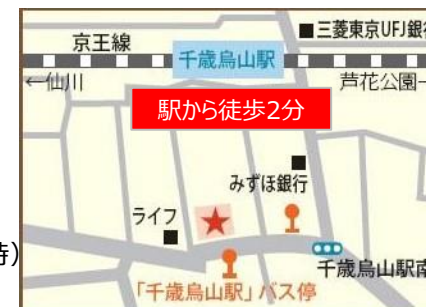 ■三菱東京UFJ銀
京王線
千歳烏山駅
←仙川
芦花公園→
駅から徒歩2分
みずほ銀行
ライフ
千歳烏山駅南
「千歳烏山駅」バス停